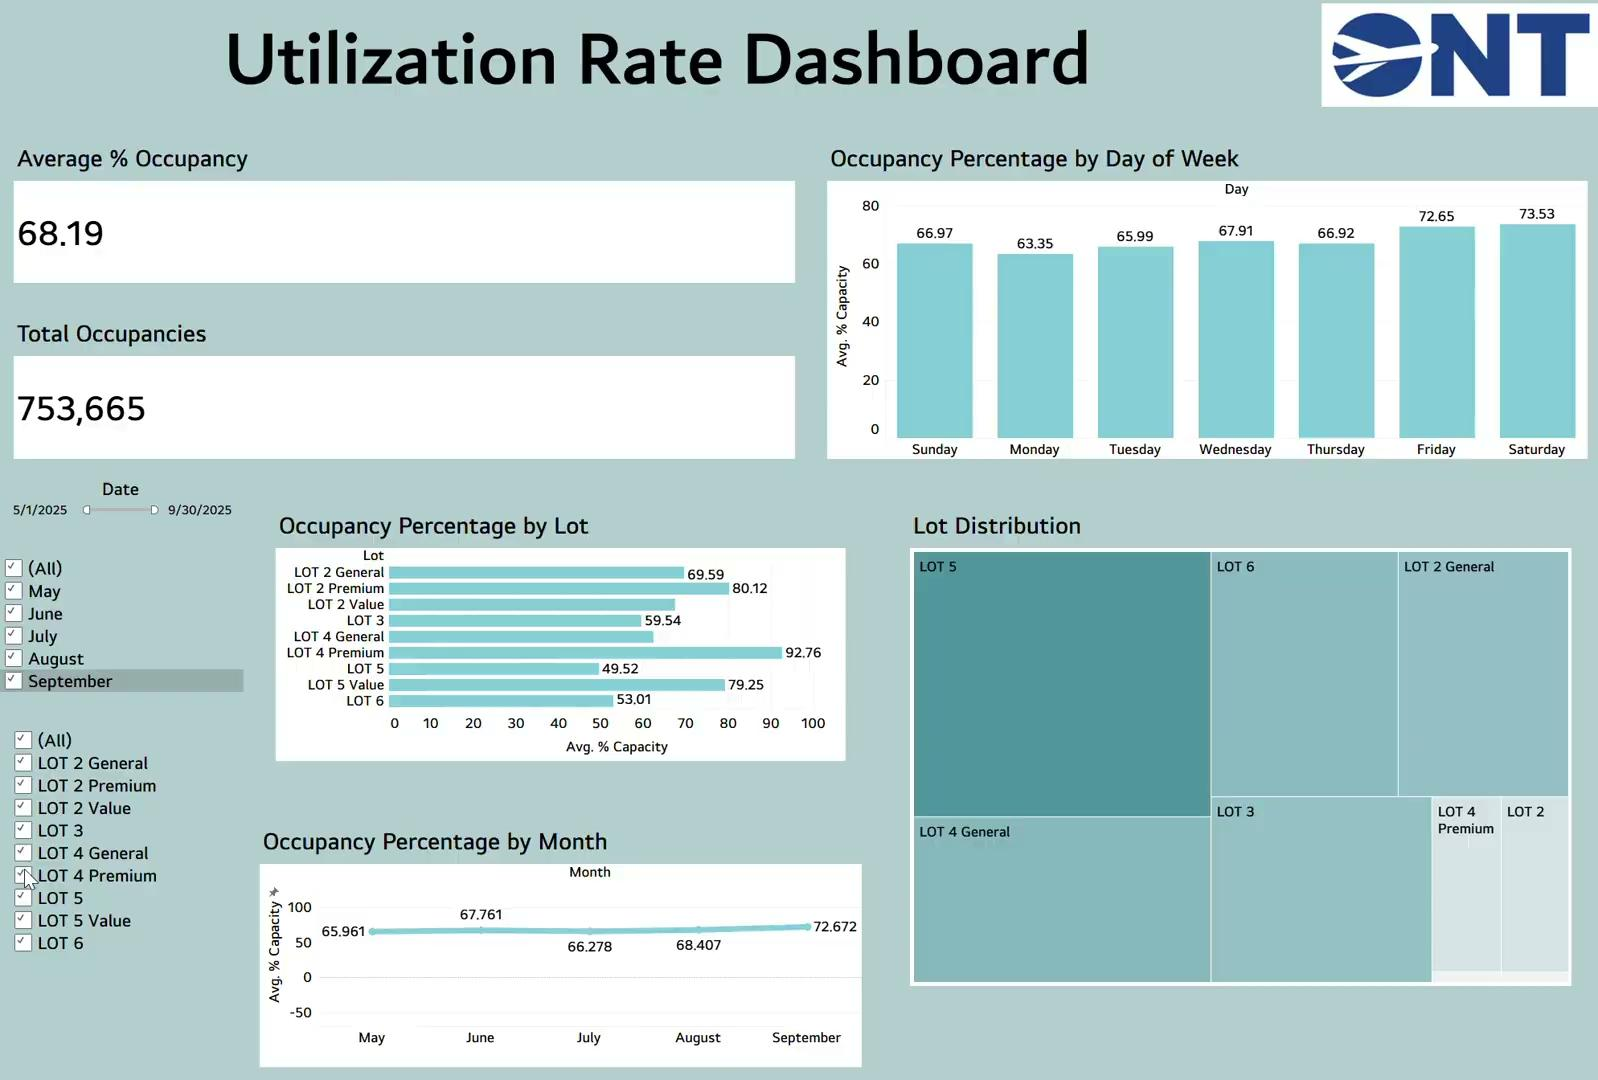 Utilization Rate Dashboard
ONT
Average % Occupancy
68.19
Total Occupancies
753,665
Occupancy Percentage by Day of Week
Day
Avg. % Capacity
80
60
40
20
0
66.97
63.35
65.99
67.91
66.92
72.65
73.53
Sunday
Monday
Tuesday
Wednesday
Thursday
Friday
Saturday
Date
5/1/2025
9/30/2025
(All)
May
June
July
August
September
(All)
LOT 2 General
LOT 2 Premium
LOT 2 Value
LOT 3
LOT 4 General
LOT 4 Premium
LOT 5
LOT 5 Value
LOT 6
Occupancy Percentage by Lot
Lot
LOT 2 General 69.59
LOT 2 Premium 80.12
LOT 2 Value
LOT 3 59.54
LOT 4 General
LOT 4 Premium 92.76
LOT 5 49.52
LOT 5 Value 79.25
LOT 6 53.01
0 10 20 30 40 50 60 70 80 90 100
Avg. % Capacity
Occupancy Percentage by Month
Month
Avg. % Capacity
100
50
0
-50
65.961
67.761
66.278
68.407
72.672
May
June
July
August
September
Lot Distribution
LOT 5
LOT 6
LOT 2 General
LOT 4 General
LOT 3
LOT 4
Premium
LOT 2